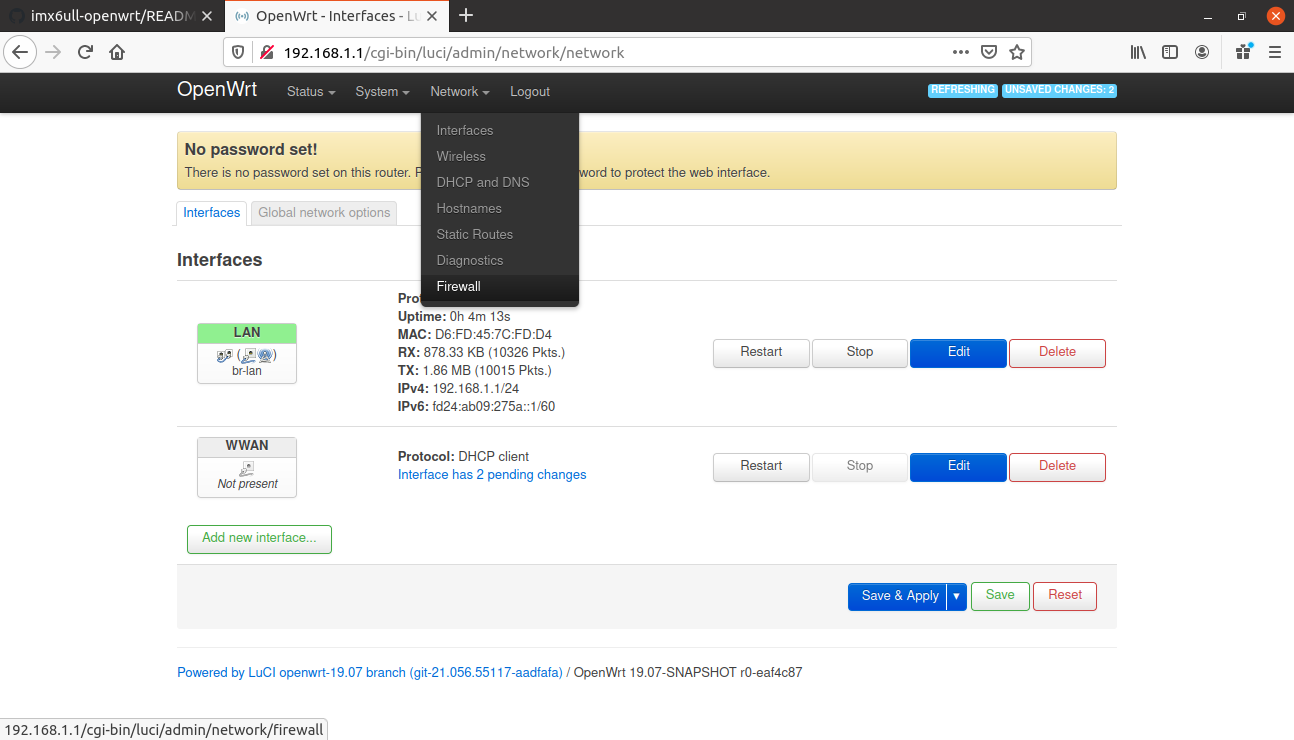 imx6ull-openwrt/READM
OpenWrt - Interfaces - Lu
192.168.1.1/cgi-bin/luci/admin/network/network
OpenWrt Status System Network Logout REFRESHING UNSAVED CHANGES: 2
Interfaces
Wireless
DHCP and DNS
Hostnames
Static Routes
Diagnostics
Firewall
No password set!
There is no password set on this router. P word to protect the web interface.
Interfaces Global network options
Interfaces
LAN
br-lan
Prot
Uptime: 0h 4m 13s
MAC: D6:FD:45:7C:FD:D4
RX: 878.33 KB (10326 Pkts.)
TX: 1.86 MB (10015 Pkts.)
IPv4: 192.168.1.1/24
IPv6: fd24:ab09:275a::1/60
Restart Stop Edit Delete
WWAN
Not present
Protocol: DHCP client
Interface has 2 pending changes
Restart Stop Edit Delete
Add new interface...
Save & Apply Save Reset
Powered by LuCI openwrt-19.07 branch (git-21.056.55117-aadfafa) / OpenWrt 19.07-SNAPSHOT r0-eaf4c87
192.168.1.1/cgi-bin/luci/admin/network/firewall